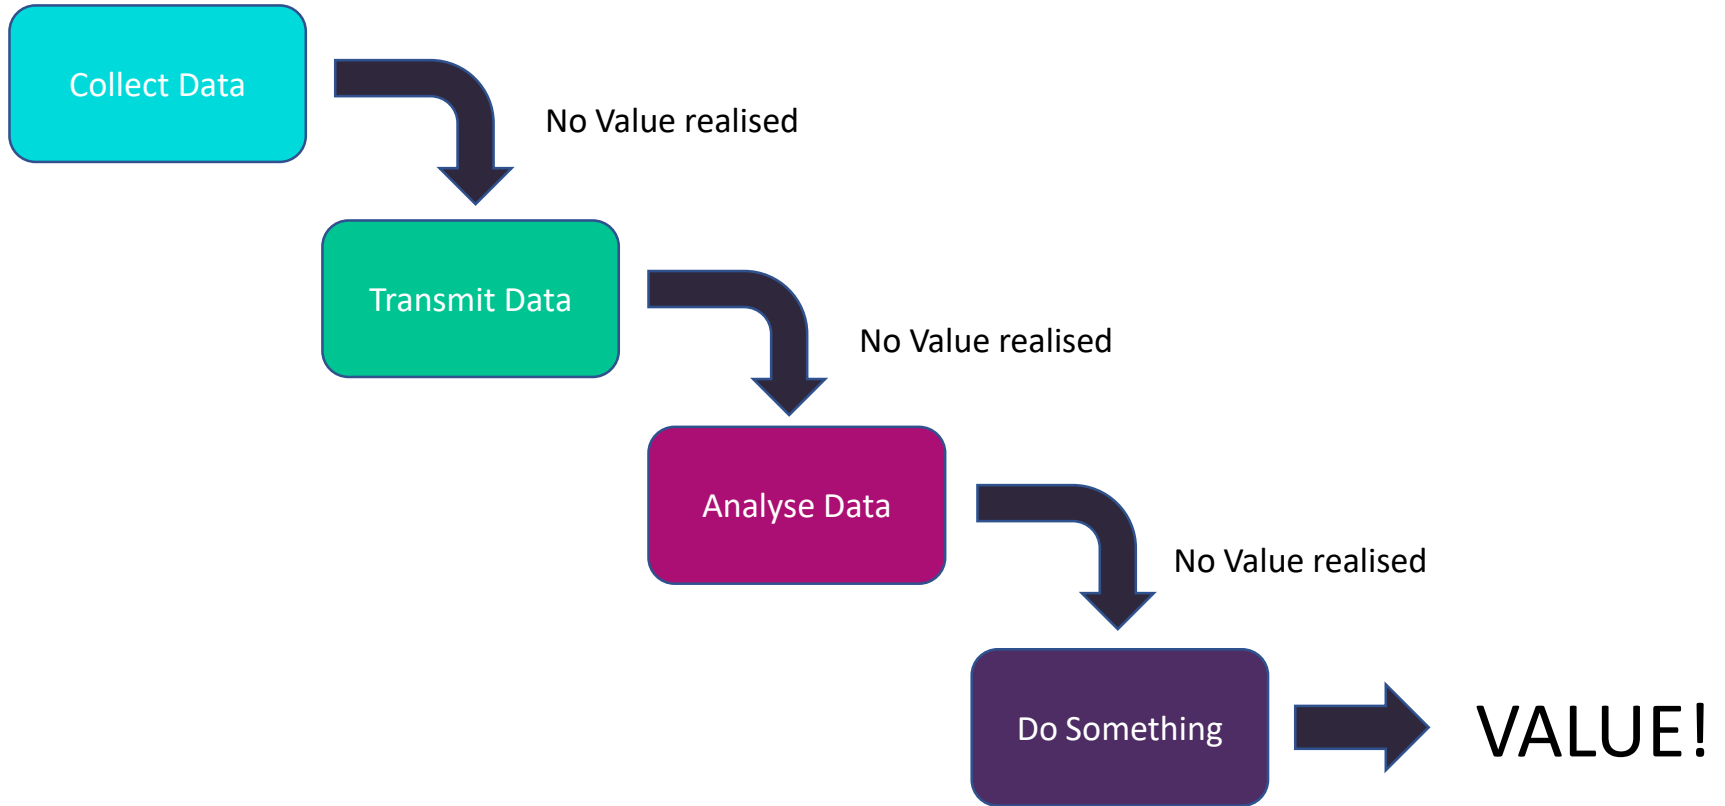 Collect Data
No Value realised
Transmit Data
No Value realised
Analyse Data
No Value realised
Do Something
VALUE!